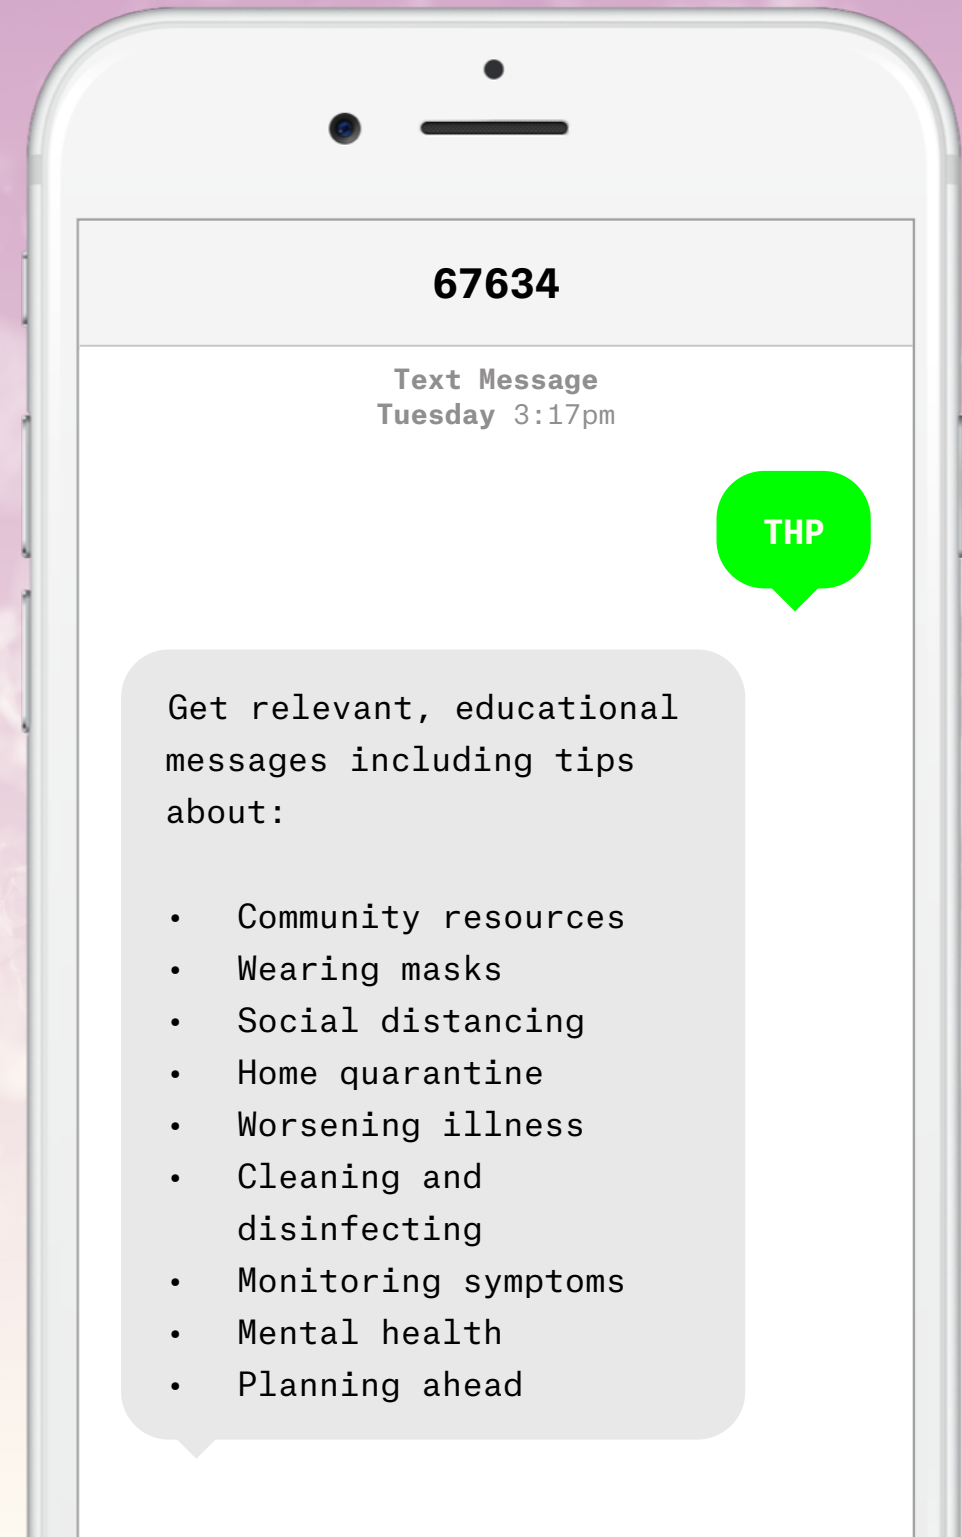 67634
Text Message
Tuesday 3:17pm
THP
Get relevant, educational
messages including tips
about:
• Community resources
• Wearing masks
• Social distancing
• Home quarantine
• Worsening illness
• Cleaning and
disinfecting
• Monitoring symptoms
• Mental health
• Planning ahead